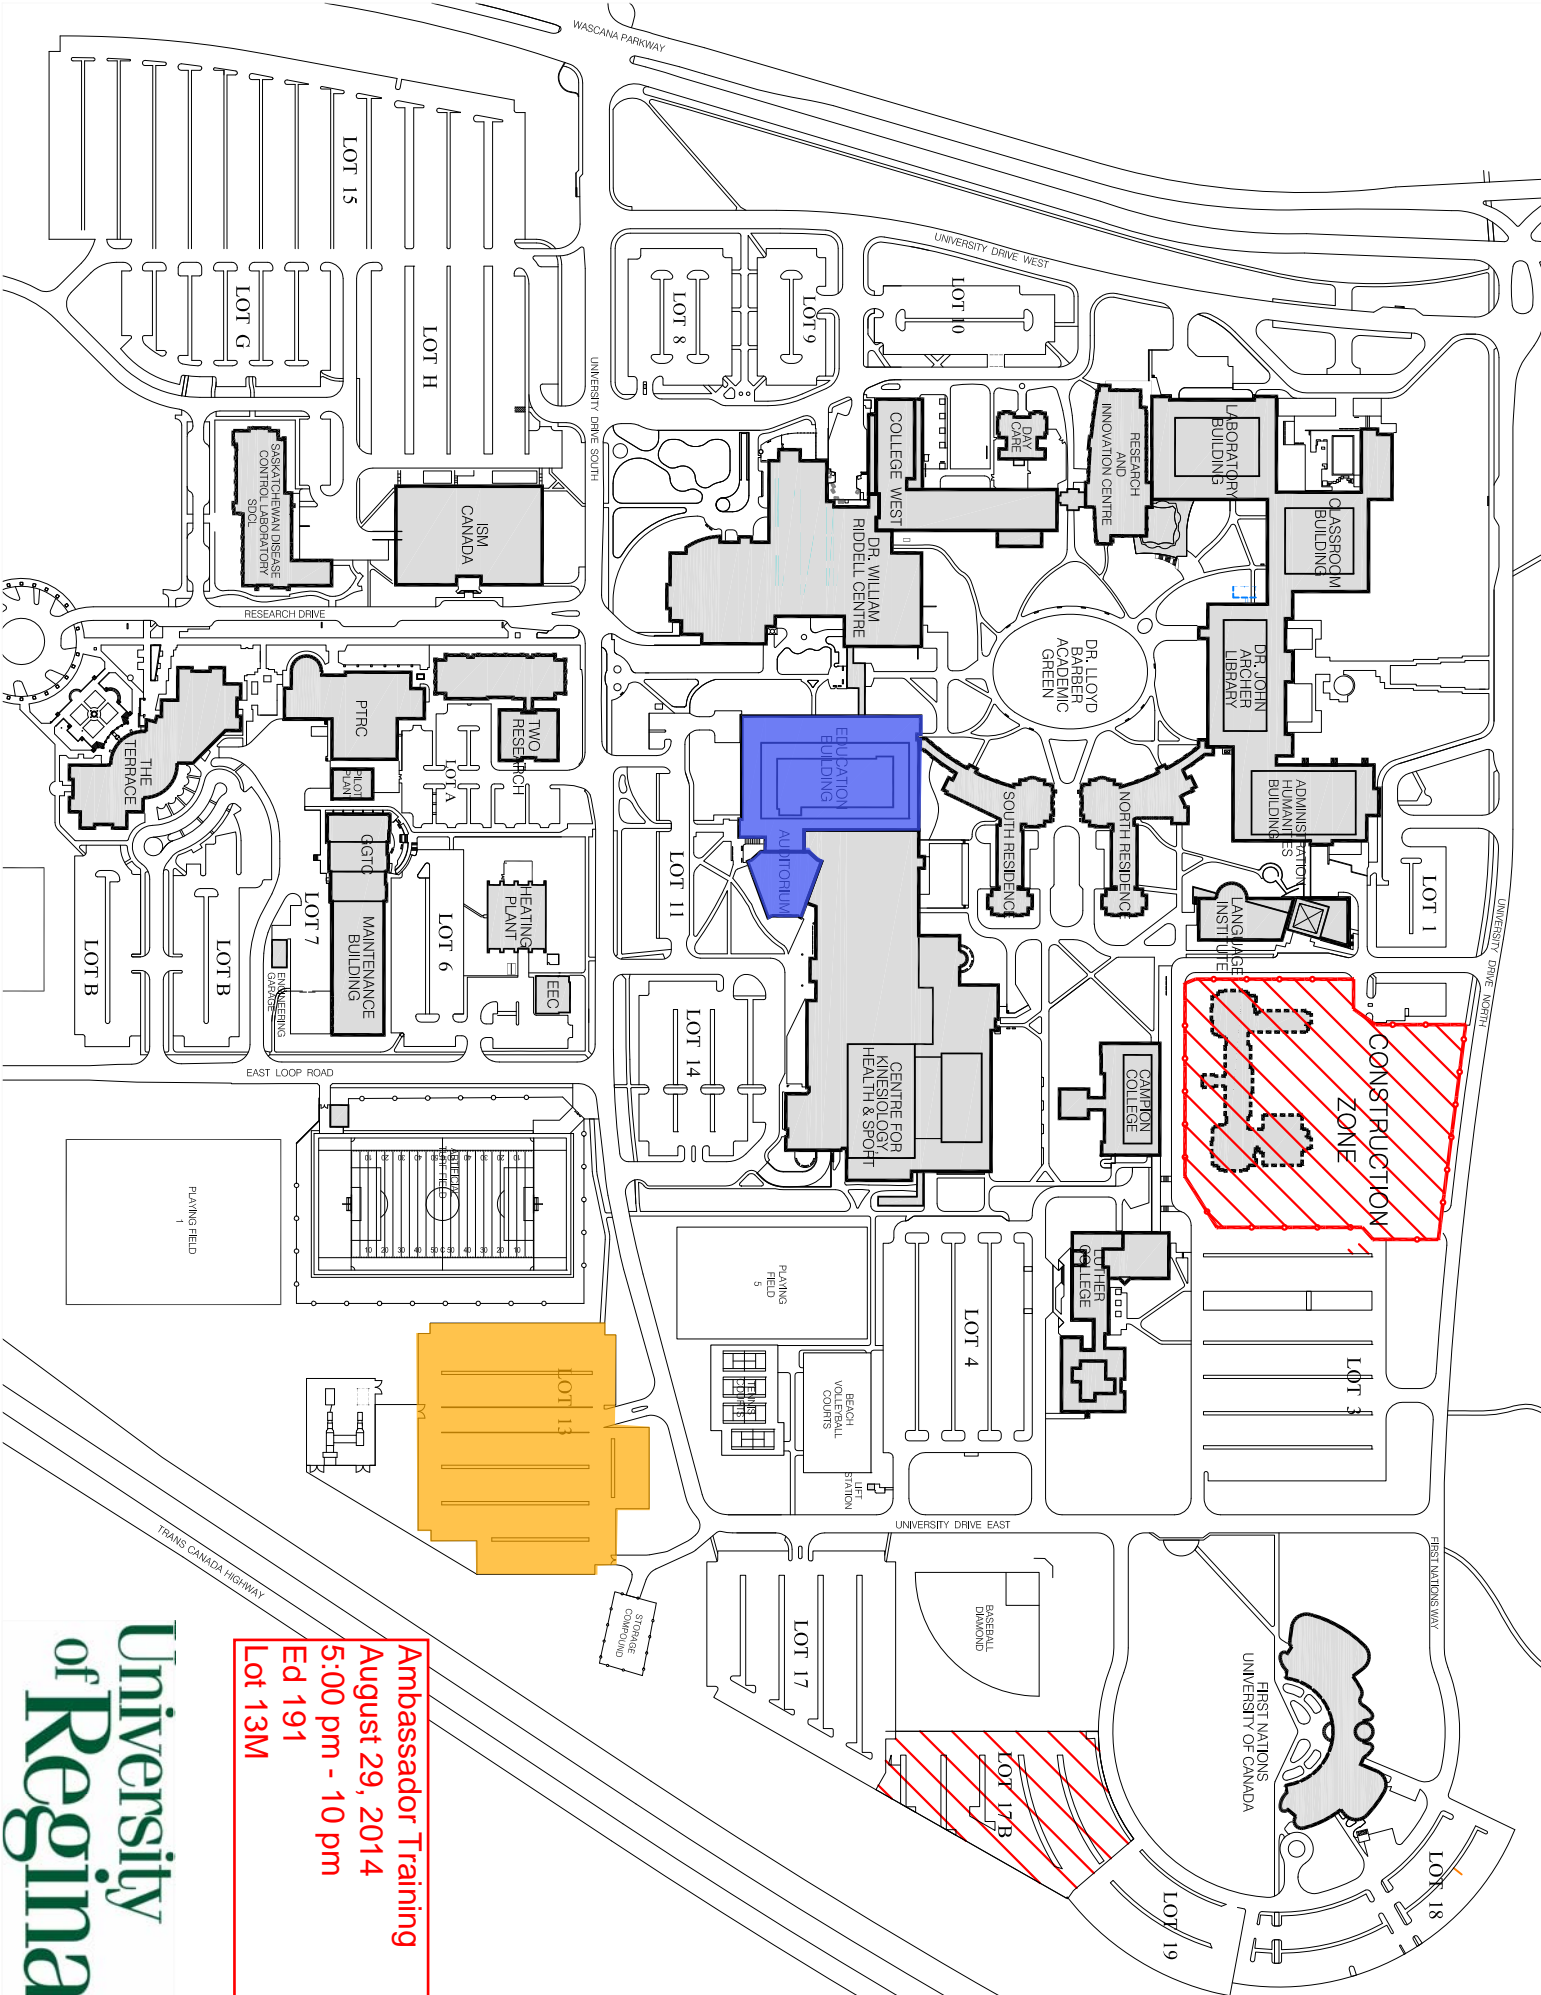 WASCANA PARKWAY
UNIVERSITY DRIVE WEST
LOT 15
LOT G
LOT H
LOT 8
LOT 9
LOT 10
UNIVERSITY DRIVE SOUTH
SASKATCHEWAN DISEASE
CONTROL LABORATORY
SDCL
ISM
CANADA
RESEARCH DRIVE
COLLEGE WEST
DAY
CARE
RESEARCH
AND
INNOVATION CENTRE
LABORATORY
BUILDING
CLASSROOM
BUILDING
DR. WILLIAM
RIDDELL CENTRE
DR. LLOYD
BARBER
ACADEMIC
GREEN
DR. JOHN
ARCHER
LIBRARY
ADMINISTRATION
HUMANITIES
BUILDING
LOT 1
UNIVERSITY DRIVE NORTH
LANGUAGE
INSTITUTE
NORTH RESIDENCE
SOUTH RESIDENCE
EDUCATION
BUILDING
AUDITORIUM
LOT 11
TWO
RESEARCH
PTRC
PILOT
PLANT
LOT A
THE
TERRACE
GGTC
MAINTENANCE
BUILDING
LOT 7
LOT 6
HEATING
PLANT
EEC
ENGINEERING
GARAGE
LOT B
LOT B
EAST LOOP ROAD
LOT 14
CENTRE FOR
KINESIOLOGY,
HEALTH & SPORT
CAMPION
COLLEGE
CONSTRUCTION
ZONE
LUTHER
COLLEGE
LOT 3
LOT 4
PLAYING
FIELD
5
TENNIS
COURTS
BEACH
VOLLEYBALL
COURTS
LIFT
STATION
ARTIFICIAL
TURF FIELD
PLAYING FIELD
1
LOT 13
TRANS CANADA HIGHWAY
STORAGE
COMPOUND
UNIVERSITY DRIVE EAST
LOT 17
BASEBALL
DIAMOND
LOT 17 B
FIRST NATIONS WAY
FIRST NATIONS
UNIVERSITY OF CANADA
LOT 18
LOT 19
Ambassador Training
August 29, 2014
5:00 pm - 10 pm
Ed 191
Lot 13M
University
of Regina